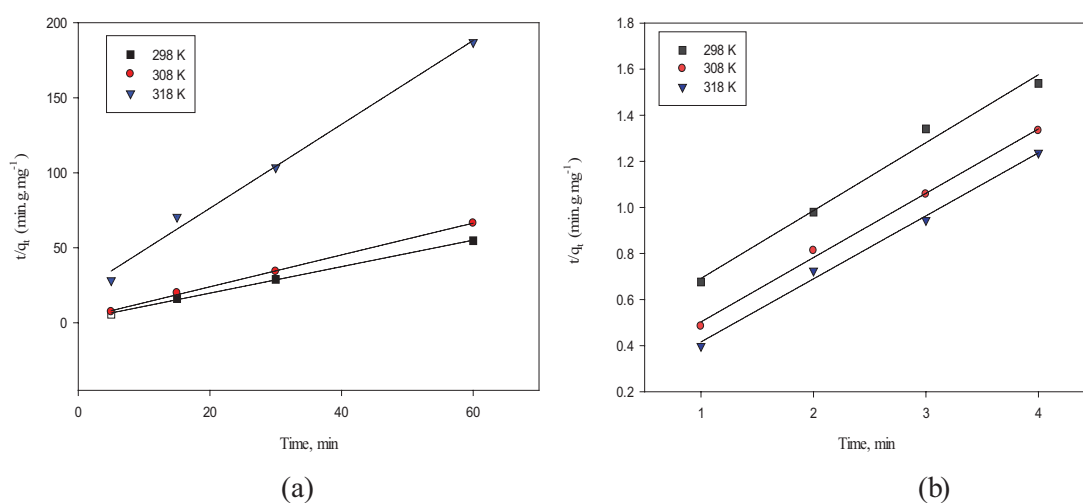 200
150
100
50
0
298 K
308 K
318 K
t/qt (min.g.mg-1)
0 20 40 60
Time, min
(a)
1.8
1.6
1.4
1.2
1.0
0.8
0.6
0.4
0.2
298 K
308 K
318 K
t/qt (min.g.mg-1)
1 2 3 4
Time, min
(b)